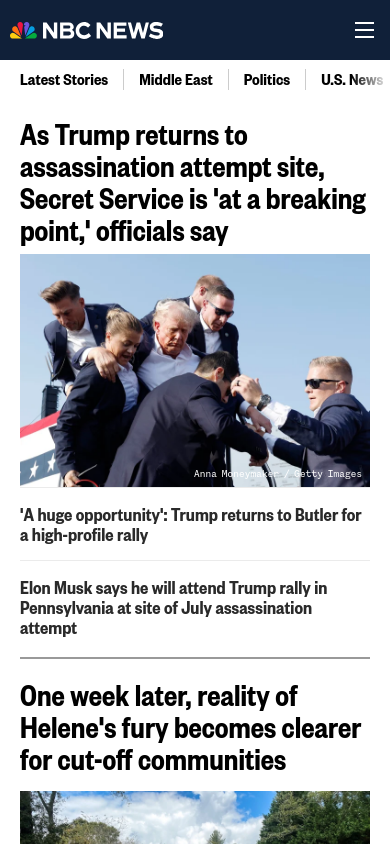 NBC NEWS
Latest Stories
Middle East
Politics
U.S. News
As Trump returns to
assassination attempt site,
Secret Service is 'at a breaking
point,' officials say
Anna Moneymaker / Getty Images
'A huge opportunity': Trump returns to Butler for
a high-profile rally
Elon Musk says he will attend Trump rally in
Pennsylvania at site of July assassination
attempt
One week later, reality of
Helene's fury becomes clearer
for cut-off communities